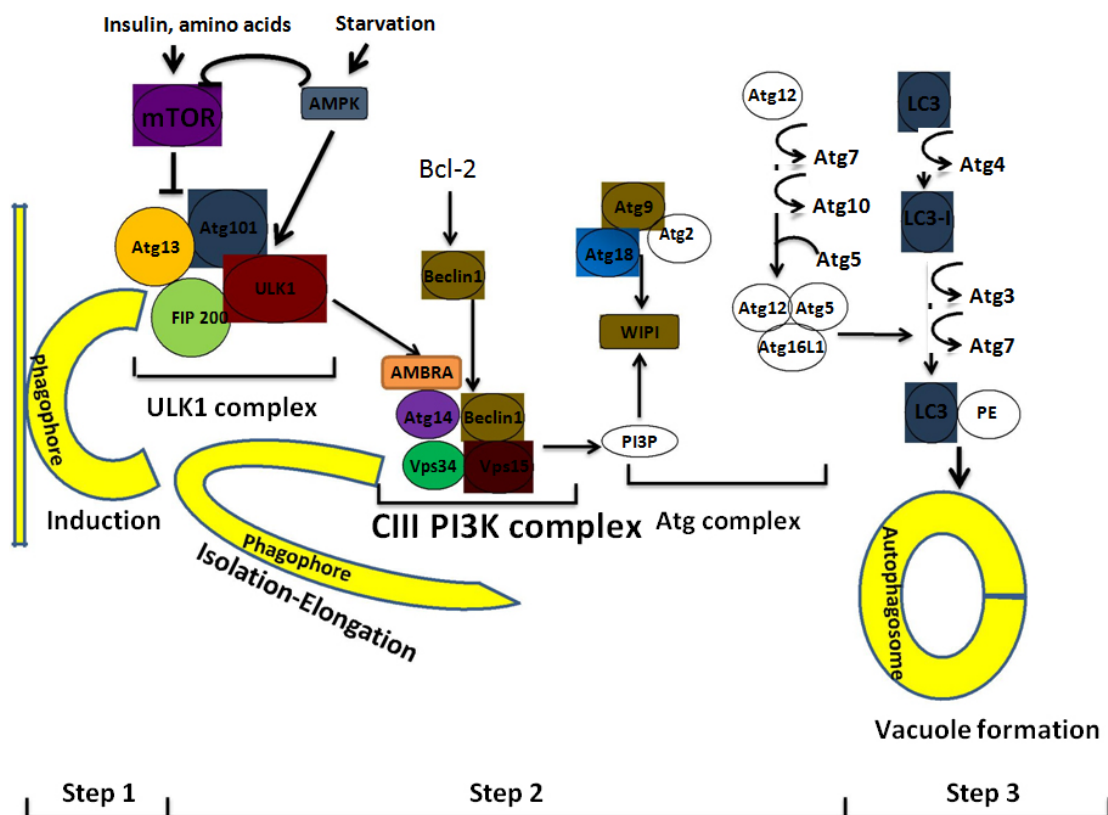 Insulin, amino acids
Starvation
mTOR
AMPK
Atg13
Atg101
FIP 200
ULK1
ULK1 complex
Phagophore
Induction
Bcl-2
Beclin1
AMBRA
Atg14
Beclin1
Vps34
Vps15
CIII PI3K complex
Phagophore
Isolation-Elongation
Atg9
Atg18
Atg2
WIPI
PI3P
Atg complex
Atg12
Atg7
Atg10
Atg5
Atg12
Atg5
Atg16L1
LC3
Atg4
LC3-I
Atg3
Atg7
LC3
PE
Autophagosome
Vacuole formation
Step 1
Step 2
Step 3